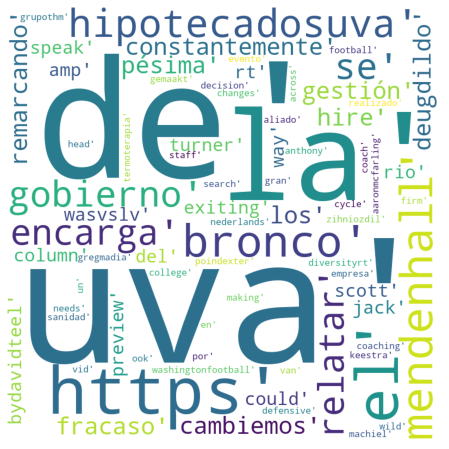 grupothm'
hipotecadosuva'
football'
remarcando'
speak'
constantemente'
evento'
deugdildo'
amp'
pésima'
rt'
se'
gemaakt'
decision'
changes'
across'
realizado'
de'
la'
gestión'
termoterapia'
head'
turner'
hire'
way'
aliado'
staff'
anthony'
coach'
aaronmcfarling'
rio'
gobierno'
search'
gran'
cycle'
firm'
wasvslv'
exiting'
los'
zihniozdil'
encarga'
bronco'
mendenhall'
column'
del'
nederlands'
gregmadia'
poindexter'
diversityrt'
un'
college'
empresa'
uva'
relatar'
el'
needs'
making'
scott'
sanidad'
preview'
en'
jack'
bydavidteel'
ook'
por'
coaching'
vid'
washingtonfootball'
van'
keestra'
https'
could'
defensive'
wild'
fracaso'
cambiemos'
machiel'